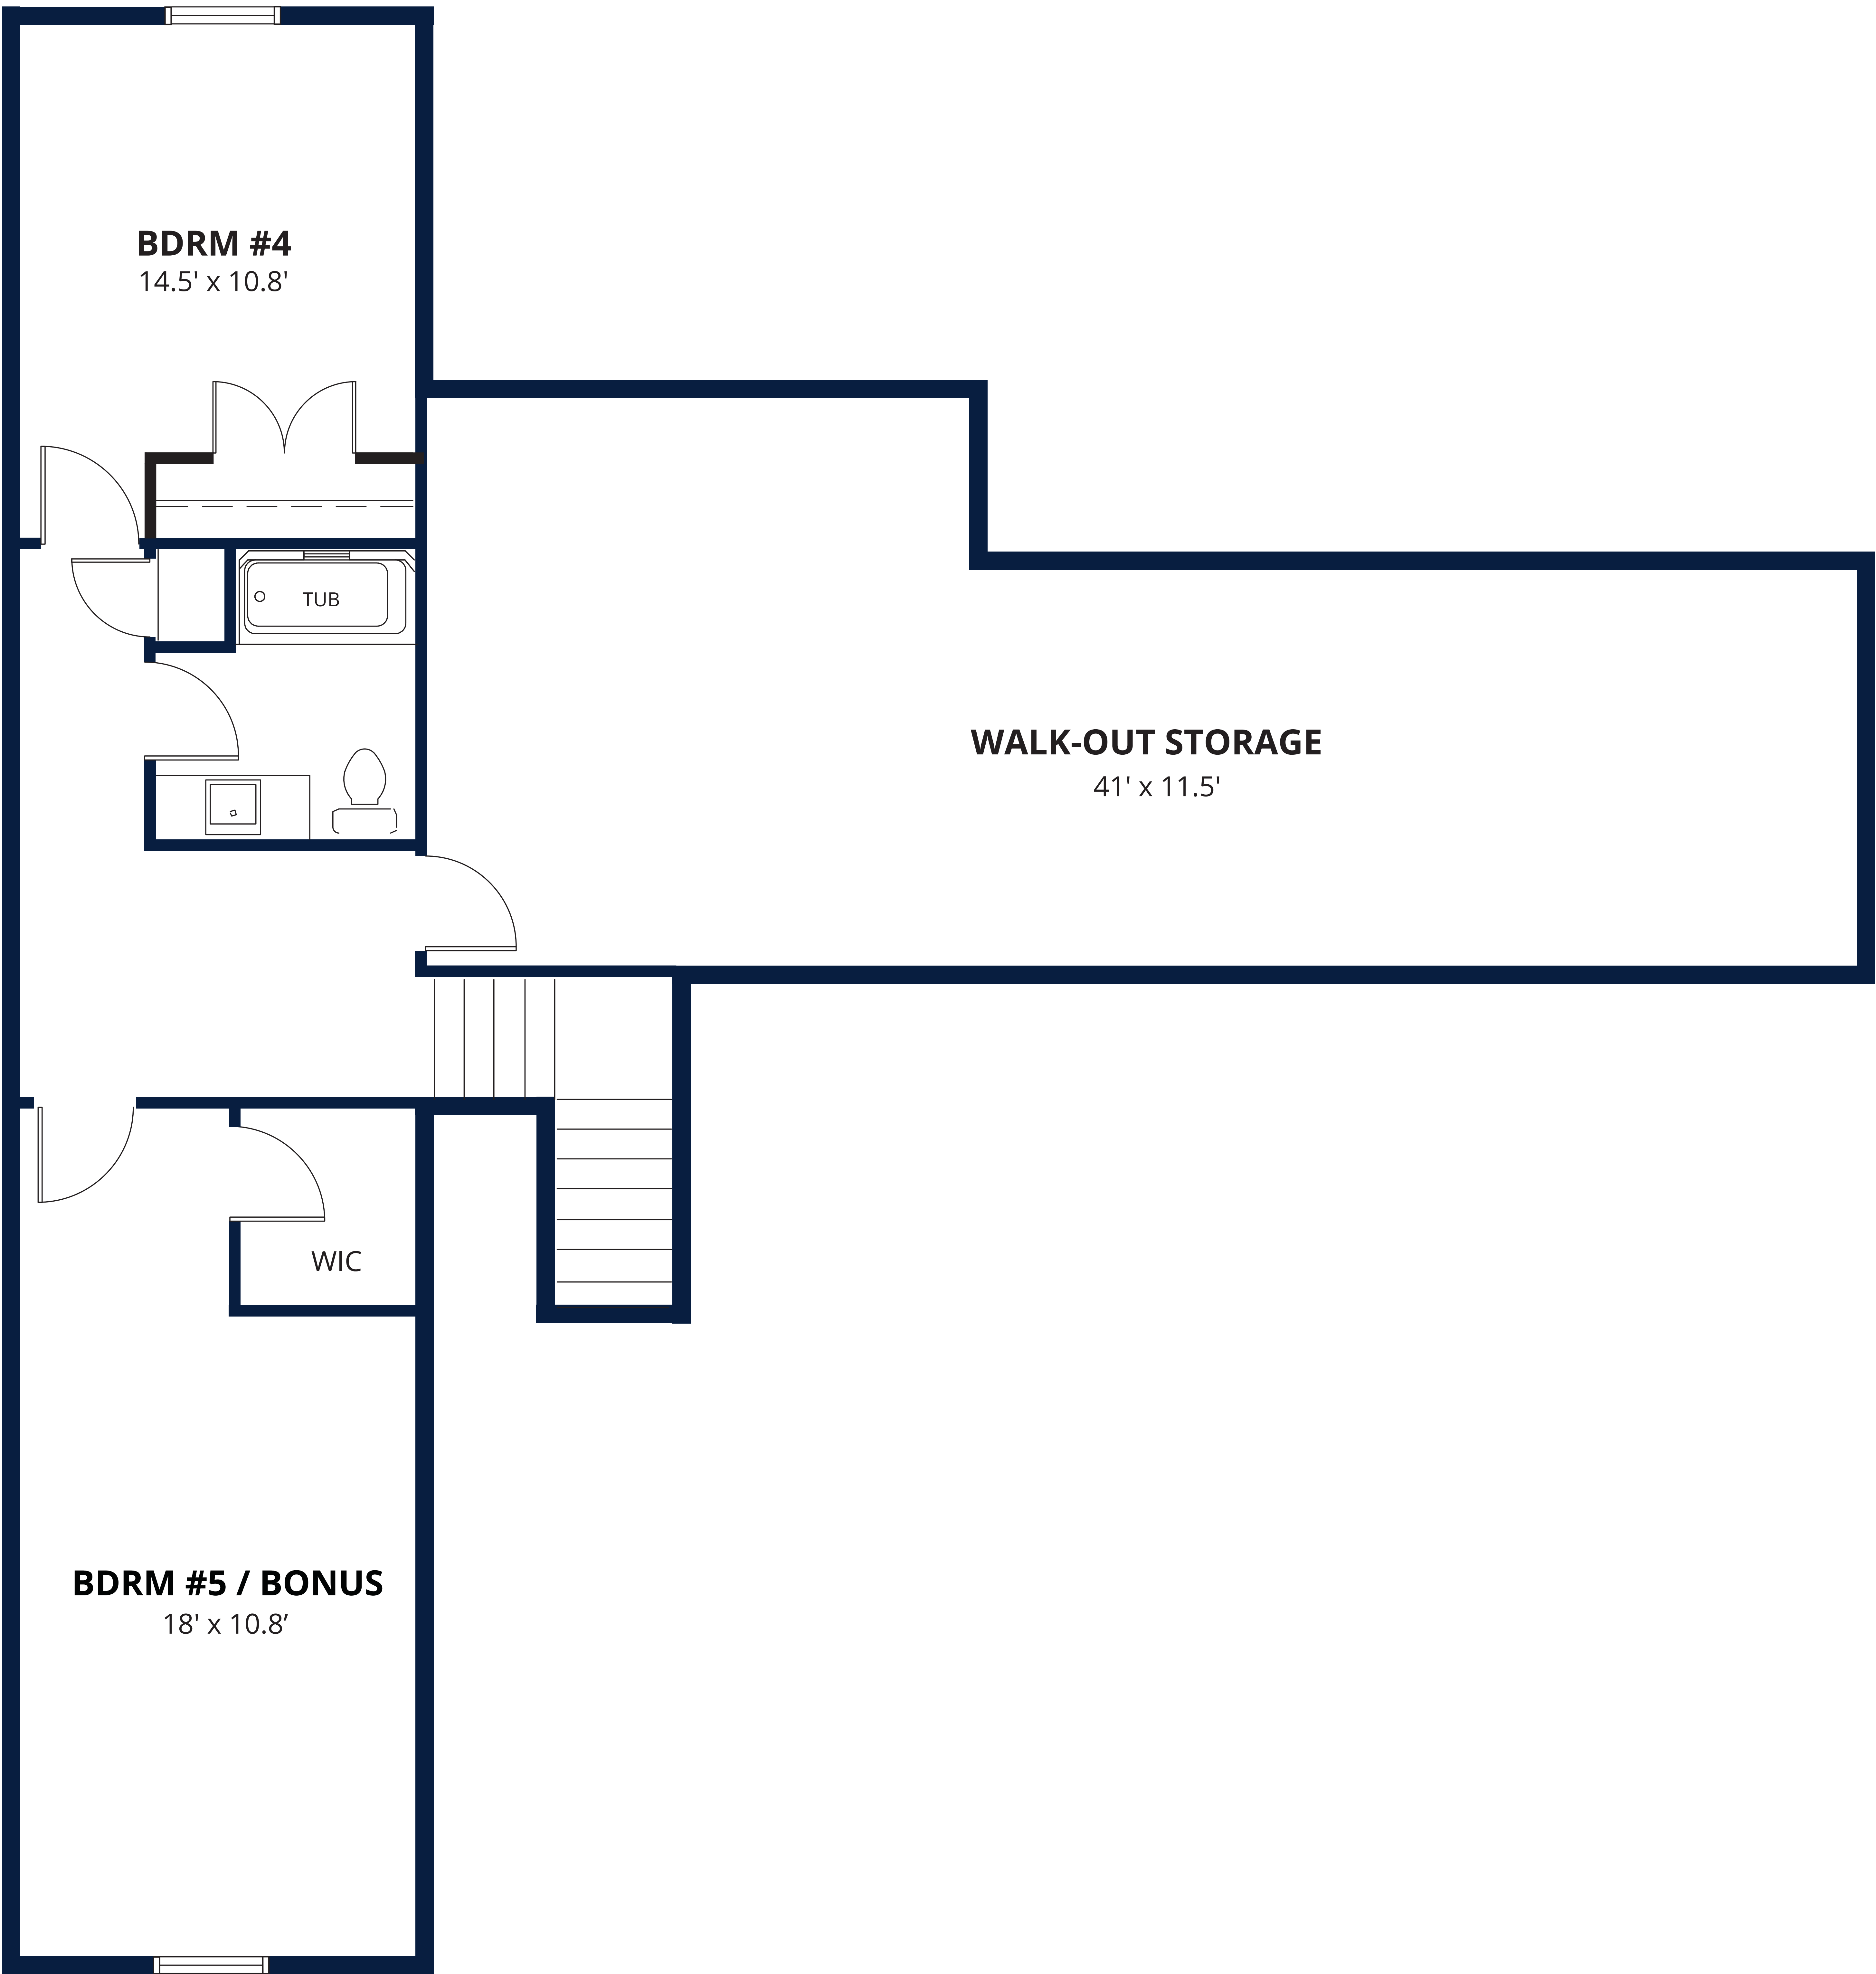 BDRM #4
14.5' x 10.8'
TUB
WALK-OUT STORAGE
41' x 11.5'
WIC
BDRM #5 / BONUS
18' x 10.8’